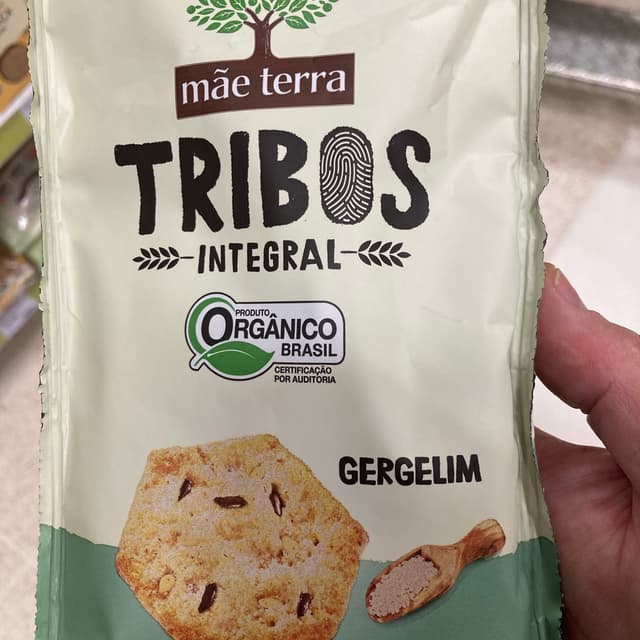 mãe terra
TRIBOS
INTEGRAL
PRODUTO
ORGÂNICO
BRASIL
CERTIFICAÇÃO
POR AUDITORIA
GERGELIM